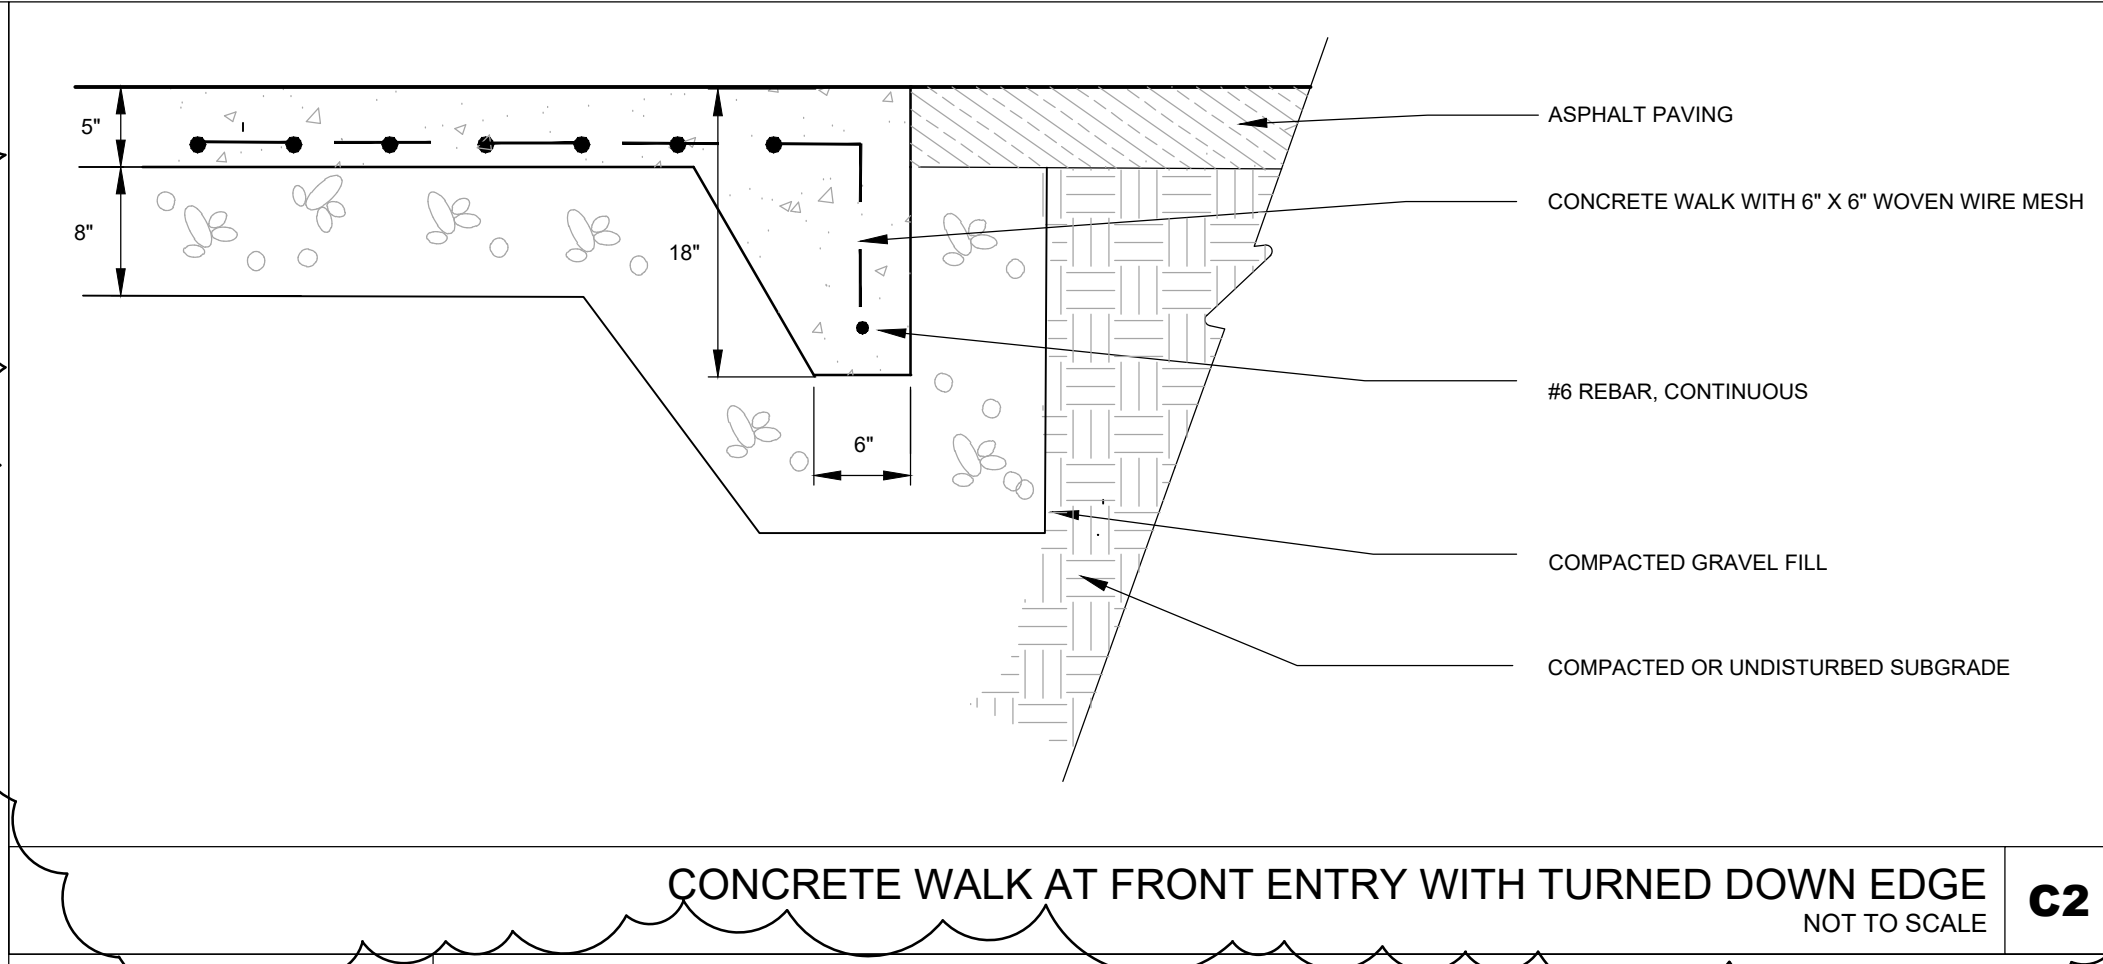 5"
8"
18"
6"
ASPHALT PAVING
CONCRETE WALK WITH 6" X 6" WOVEN WIRE MESH
#6 REBAR, CONTINUOUS
COMPACTED GRAVEL FILL
COMPACTED OR UNDISTURBED SUBGRADE
CONCRETE WALK AT FRONT ENTRY WITH TURNED DOWN EDGE
NOT TO SCALE
C2